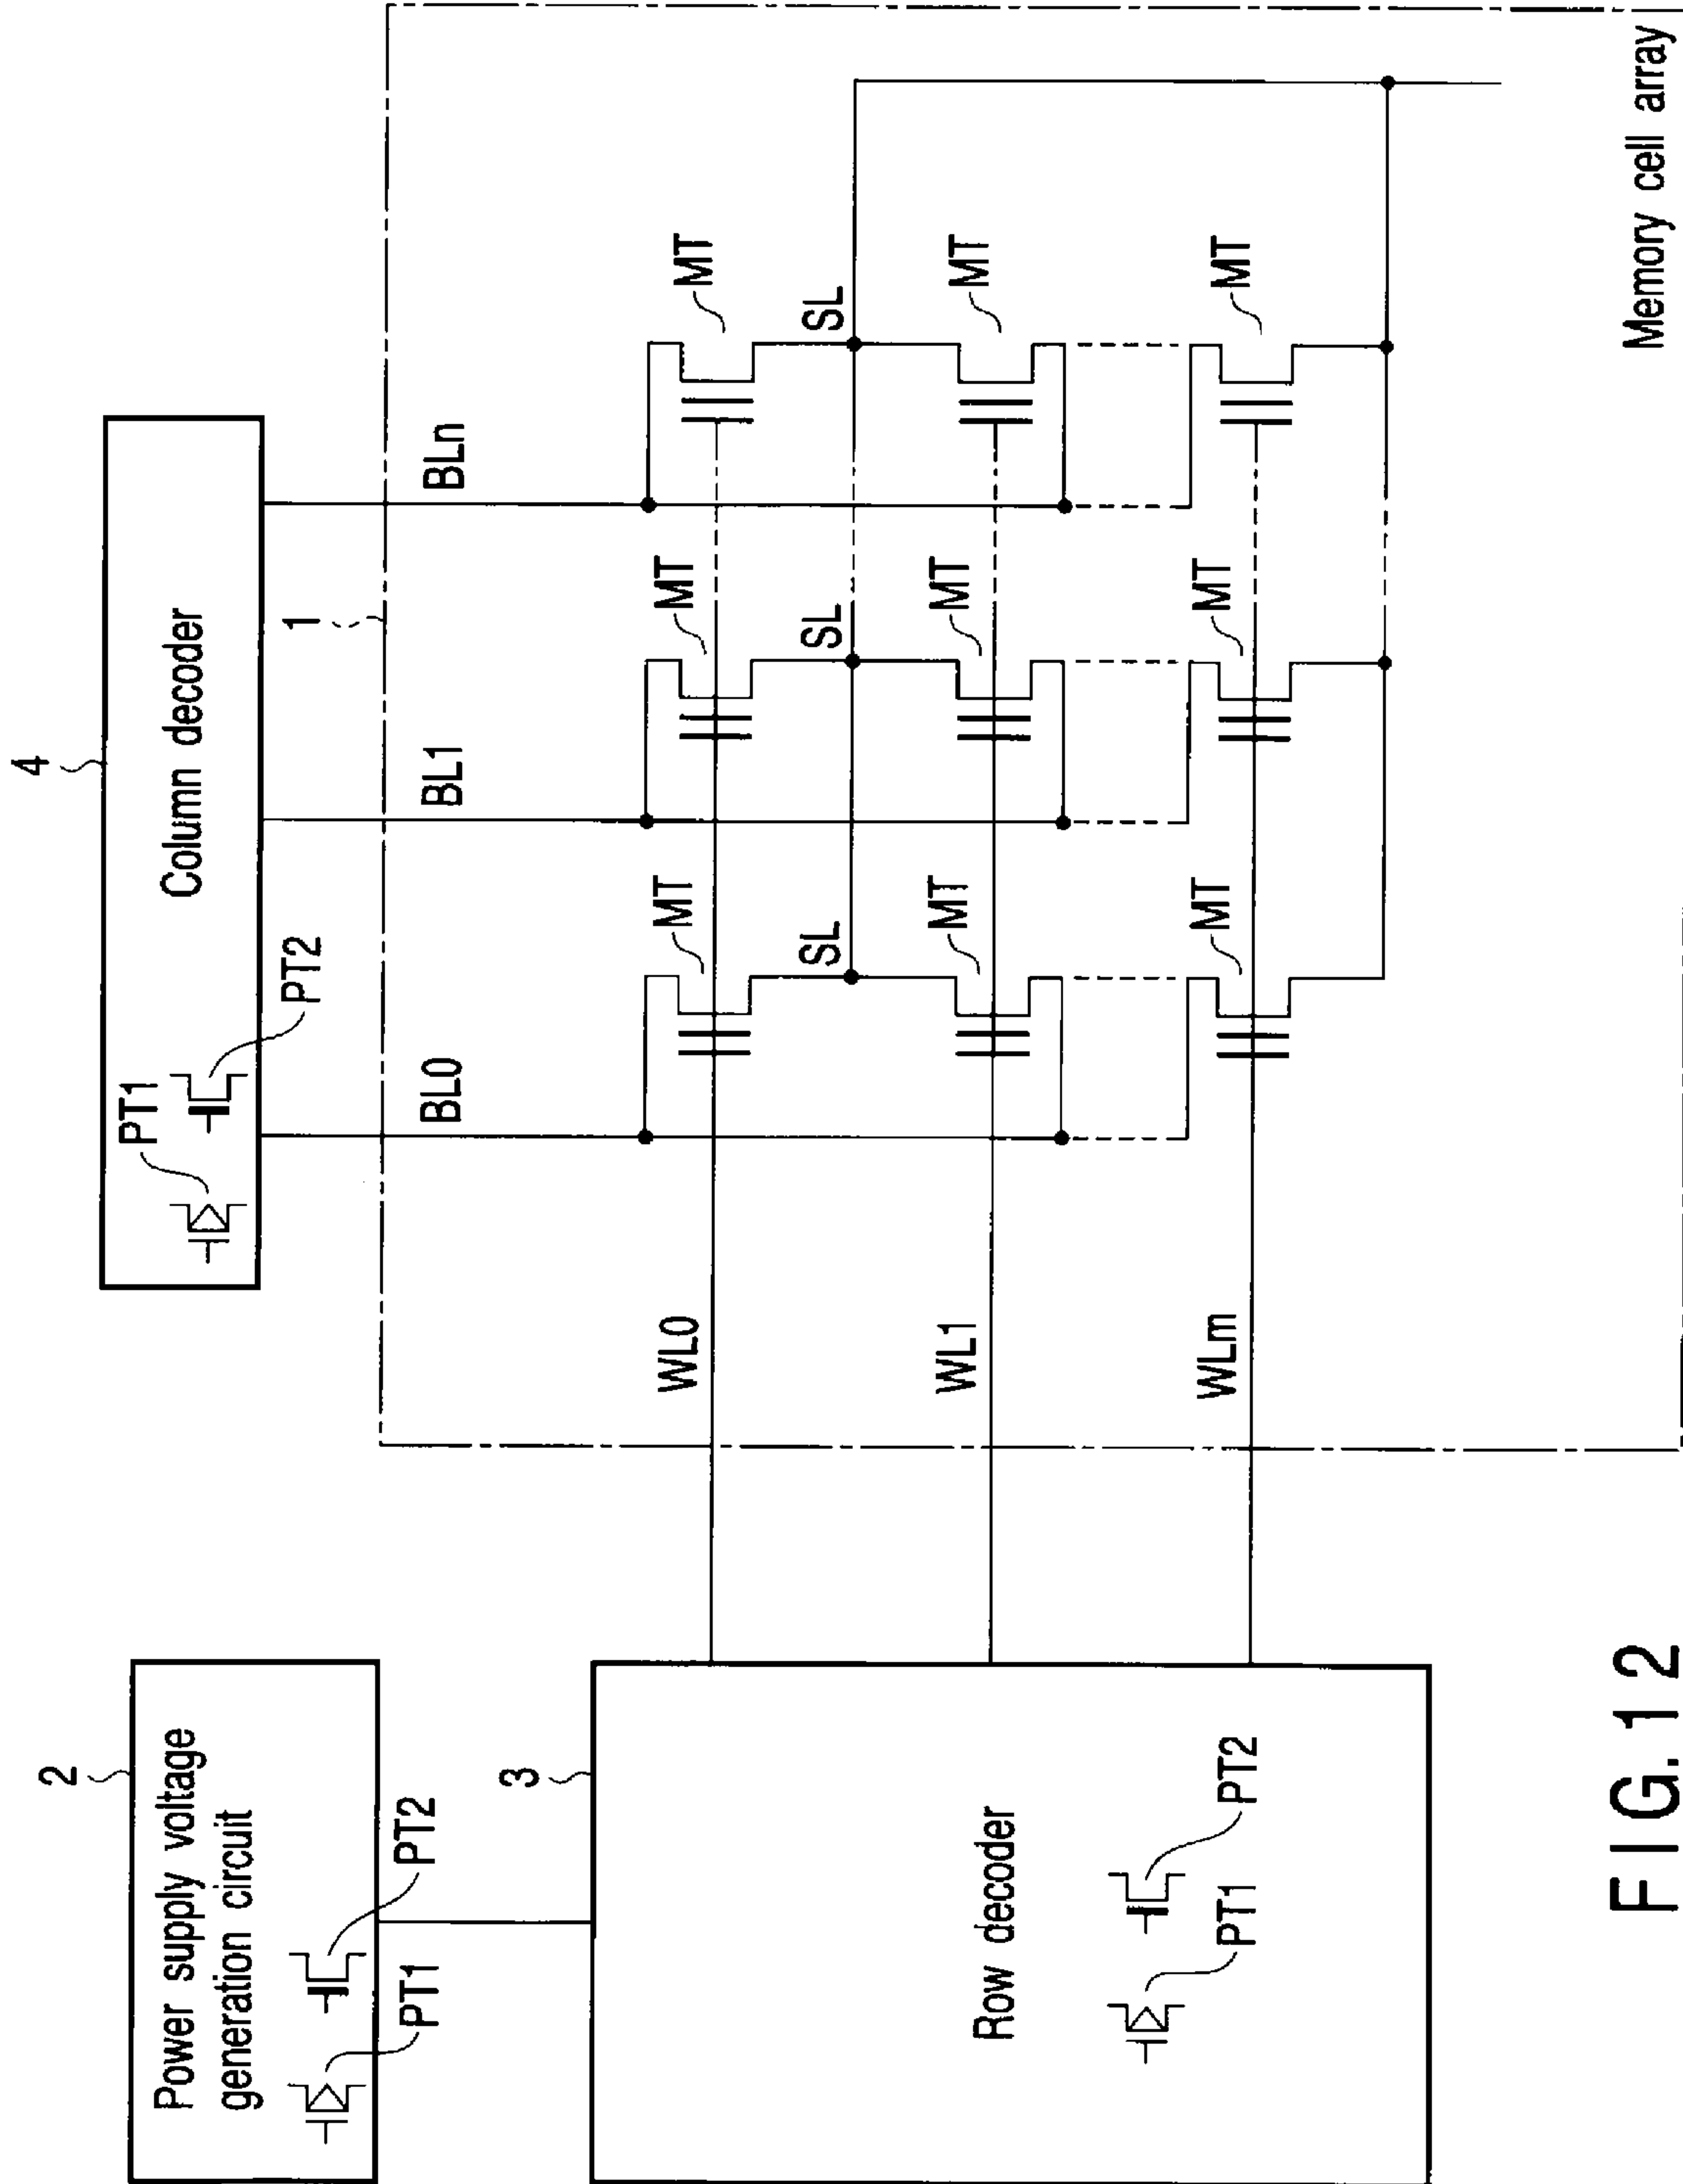 2
Power supply voltage
generation circuit
PT1
PT2
3
Row decoder
PT1
PT2
4
Column decoder
PT1
PT2
1
BL0
BL1
BLn
WL0
MT
MT
MT
SL
SL
SL
WL1
MT
MT
MT
WLm
MT
MT
MT
Memory cell array
FIG. 12